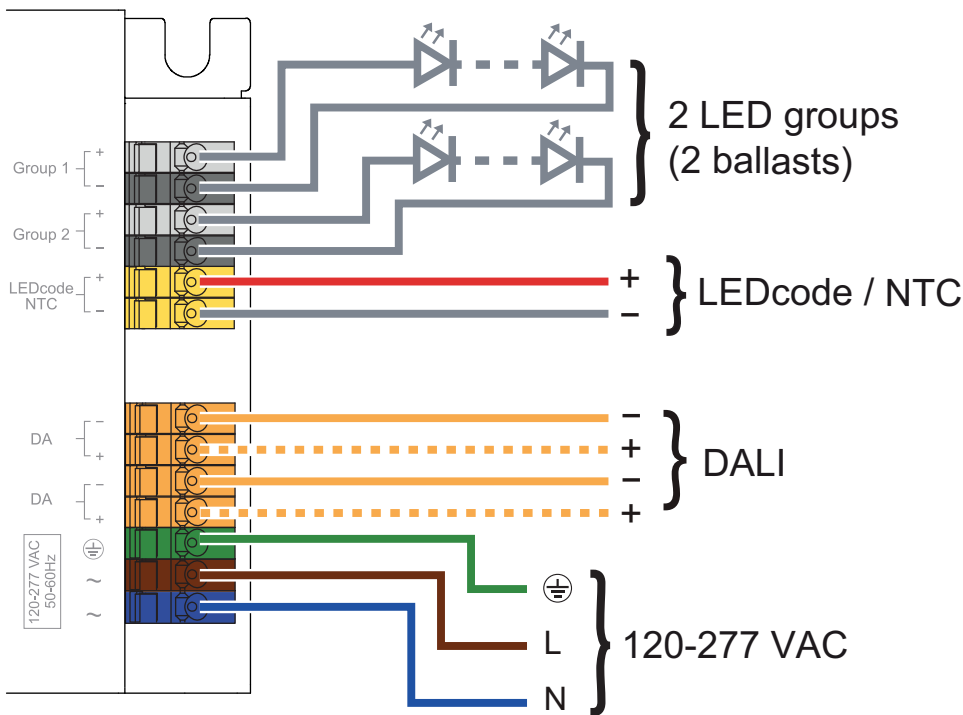 Group 1
+
–
Group 2
+
–
LEDcode
NTC
+
–
DA
–
+
DA
–
+
120-277 VAC
50-60Hz
~
~
2 LED groups
(2 ballasts)
+
–
LEDcode / NTC
–
+
–
+
DALI
L
N
120-277 VAC